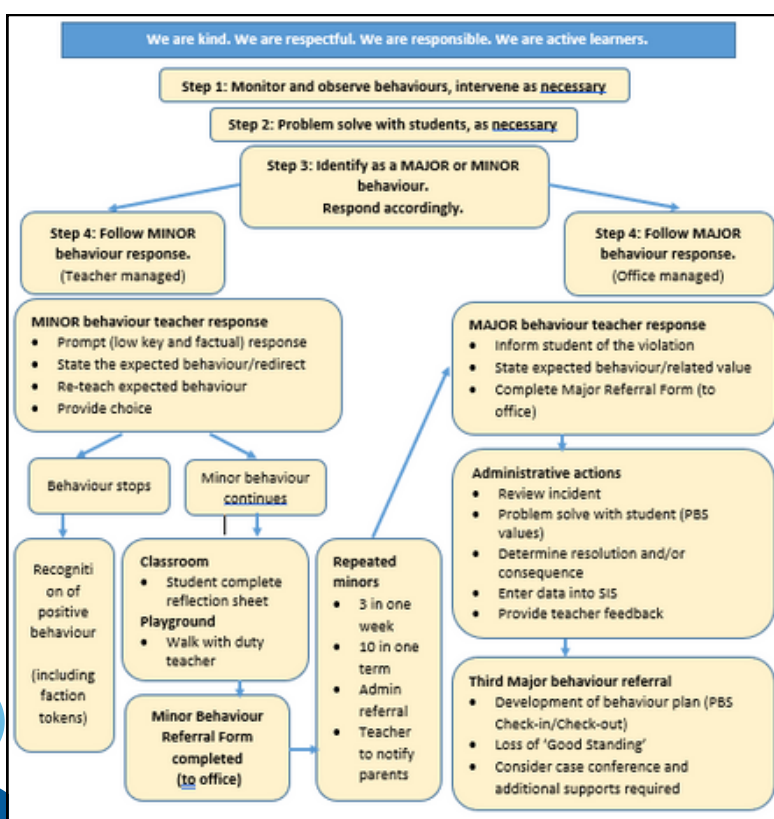 We are kind. We are respectful. We are responsible. We are active learners.
Step 1: Monitor and observe behaviours, intervene as necessary
Step 2: Problem solve with students, as necessary
Step 3: Identify as a MAJOR or MINOR
behaviour.
Respond accordingly.
Step 4: Follow MINOR
behaviour response.
(Teacher managed)
Step 4: Follow MAJOR
behaviour response.
(Office managed)
MINOR behaviour teacher response
• Prompt (low key and factual) response
• State the expected behaviour/redirect
• Re-teach expected behaviour
• Provide choice
MAJOR behaviour teacher response
• Inform student of the violation
• State expected behaviour/related value
• Complete Major Referral Form (to
office)
Behaviour stops
Minor behaviour
continues
Recogniti
on of
positive
behaviour
(including
faction
tokens)
Classroom
• Student complete
reflection sheet
Playground
• Walk with duty
teacher
Minor Behaviour
Referral Form
completed
(to office)
Repeated
minors
• 3 in one
week
• 10 in one
term
• Admin
referral
• Teacher
to notify
parents
Administrative actions
• Review incident
• Problem solve with student (PBS
values)
• Determine resolution and/or
consequence
• Enter data into SIS
• Provide teacher feedback
Third Major behaviour referral
• Development of behaviour plan (PBS
Check-in/Check-out)
• Loss of 'Good Standing'
• Consider case conference and
additional supports required